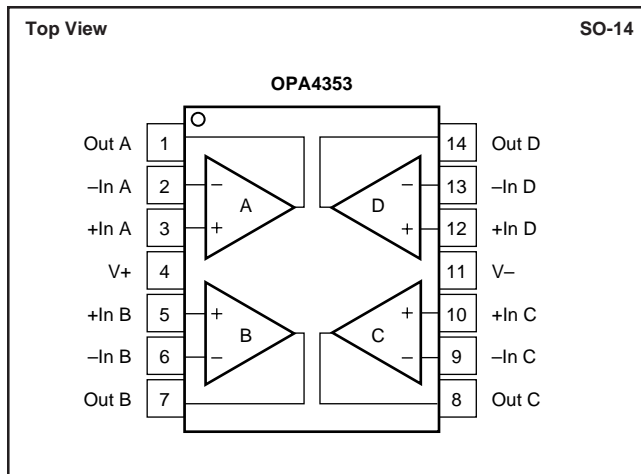 Top View SO-14
OPA4353
Out A 1 14 Out D
–In A 2 – – 13 –In D
A D
+In A 3 + + 12 +In D
V+ 4 11 V–
+In B 5 + + 10 +In C
B C
–In B 6 – – 9 –In C
Out B 7 8 Out C